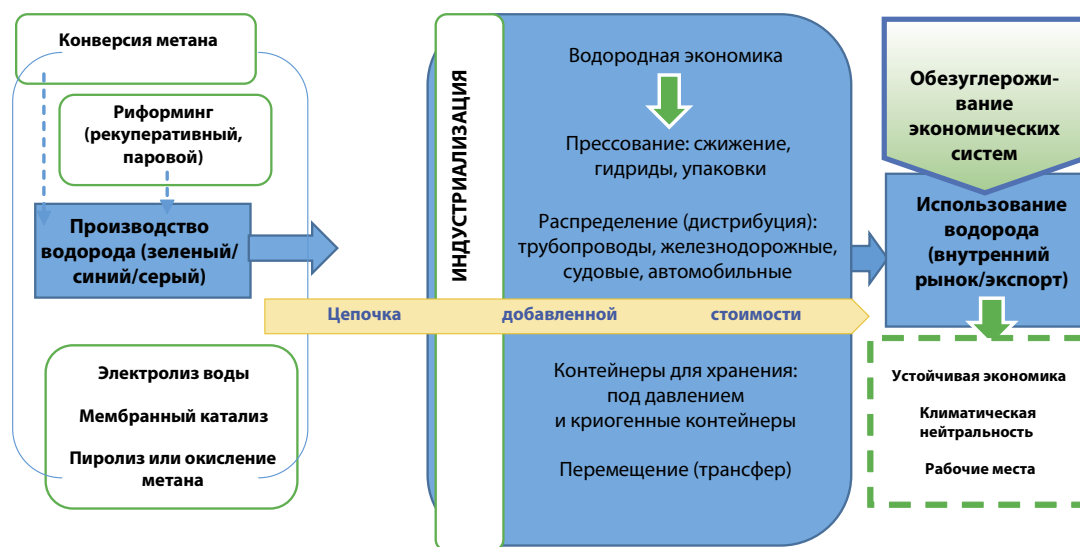 Конверсия метана
Риформинг
(рекуперативный,
паровой)
Производство
водорода (зеленый/
синий/серый)
Электролиз воды
Мембранный катализ
Пиролиз или окисление
метана
ИНДУСТРИАЛИЗАЦИЯ
Водородная экономика
Прессование: сжижение,
гидриды, упаковки
Распределение (дистрибуция):
трубопроводы, железнодорожные,
судовые, автомобильные
Цепочка добавленной стоимости
Контейнеры для хранения:
под давлением
и криогенные контейнеры
Перемещение (трансфер)
Обезуглерожи-
вание
экономических
систем
Использование
водорода
(внутренний
рынок/экспорт)
Устойчивая экономика
Климатическая
нейтральность
Рабочие места